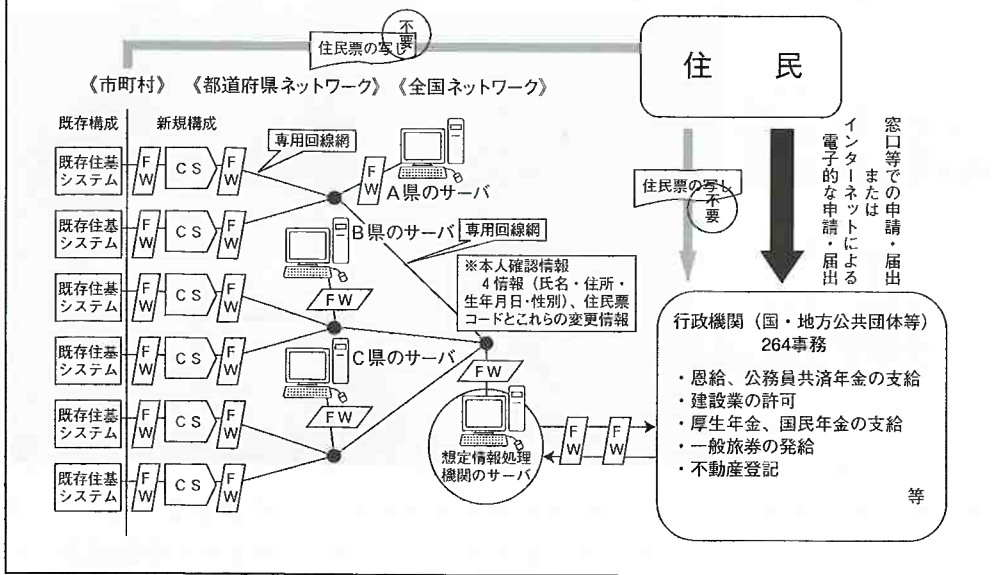 住民票の写し
不要
住　民
《市町村》 《都道府県ネットワーク》 《全国ネットワーク》
既存構成 新規構成
専用回線網
既存住基システム
FW
CS
FW
FW
A県のサーバ
既存住基システム
FW
CS
FW
B県のサーバ
専用回線網
FW
※本人確認情報
4情報（氏名・住所・
生年月日・性別）、住民票
コードとこれらの変更情報
既存住基システム
FW
CS
FW
既存住基システム
FW
CS
FW
C県のサーバ
FW
既存住基システム
FW
CS
FW
既存住基システム
FW
CS
FW
FW
想定情報処理
機関のサーバ
FW
FW
住民票の写し
不要
窓口等での申請・届出
または
インターネットによる
電子的な申請・届出
行政機関（国・地方公共団体等）
264事務
・恩給、公務員共済年金の支給
・建設業の許可
・厚生年金、国民年金の支給
・一般旅券の発給
・不動産登記
等